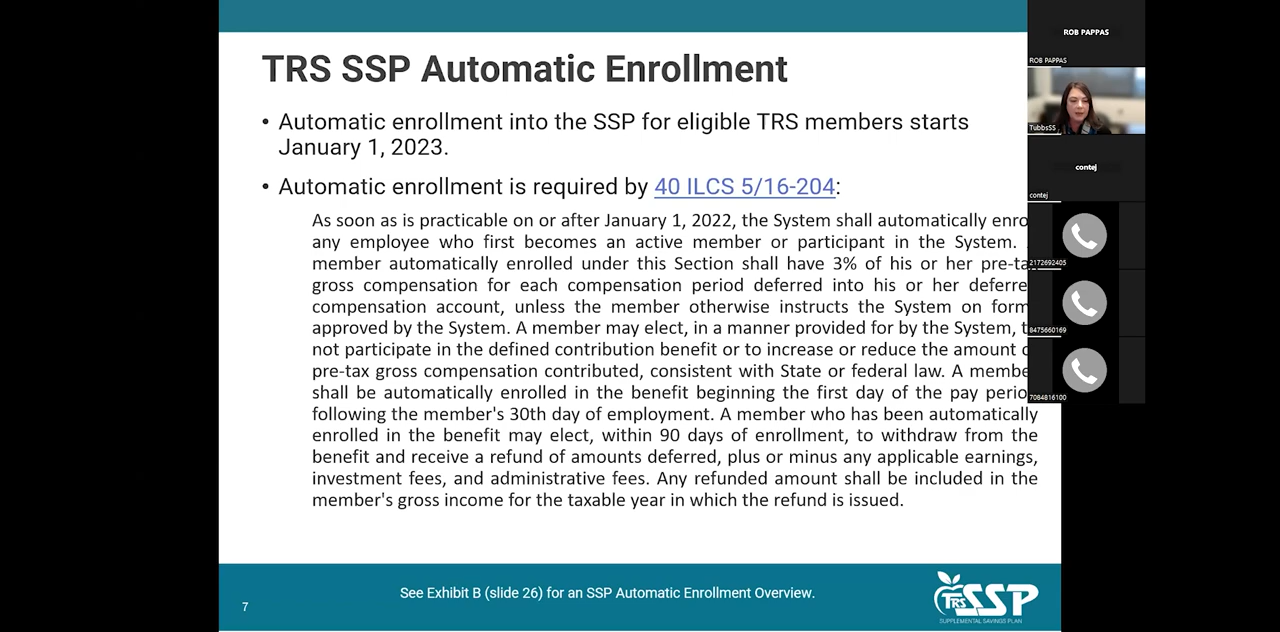 TRS SSP Automatic Enrollment
• Automatic enrollment into the SSP for eligible TRS members starts
January 1, 2023.
• Automatic enrollment is required by 40 ILCS 5/16-204:
As soon as is practicable on or after January 1, 2022, the System shall automatically enro
any employee who first becomes an active member or participant in the System.
member automatically enrolled under this Section shall have 3% of his or her pre-ta
gross compensation for each compensation period deferred into his or her deferre
compensation account, unless the member otherwise instructs the System on form
approved by the System. A member may elect, in a manner provided for by the System, t
not participate in the defined contribution benefit or to increase or reduce the amount
pre-tax gross compensation contributed, consistent with State or federal law. A membe
shall be automatically enrolled in the benefit beginning the first day of the pay perio
following the member's 30th day of employment. A member who has been automatically
enrolled in the benefit may elect, within 90 days of enrollment, to withdraw from the
benefit and receive a refund of amounts deferred, plus or minus any applicable earnings,
investment fees, and administrative fees. Any refunded amount shall be included in the
member's gross income for the taxable year in which the refund is issued.
See Exhibit B (slide 26) for an SSP Automatic Enrollment Overview.
7
TRS SSP
SUPPLEMENTAL SAVINGS PLAN
ROB PAPPAS
ROB PAPPAS
TubbsSS
contej
contej
2172692405
8475660169
7084816100